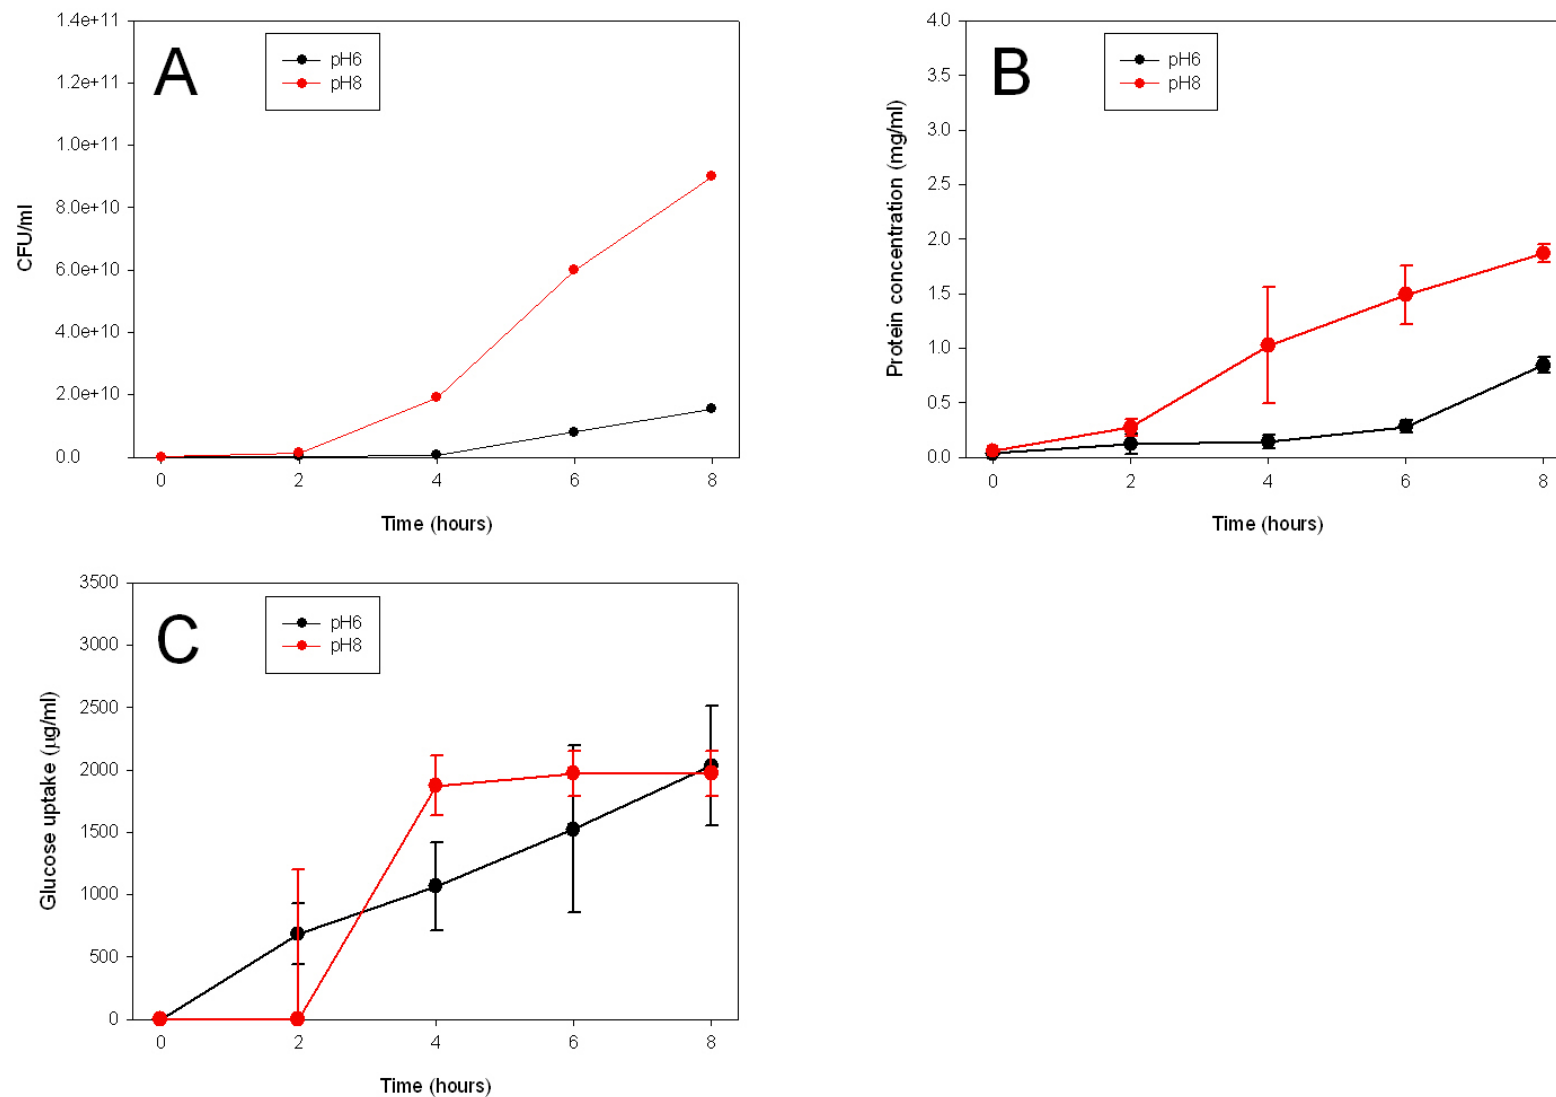 A
pH6
pH8
1.4e+11
1.2e+11
1.0e+11
8.0e+10
6.0e+10
4.0e+10
2.0e+10
0.0
CFU/ml
0 2 4 6 8
Time (hours)
B
pH6
pH8
4.0
3.5
3.0
2.5
2.0
1.5
1.0
0.5
0.0
Protein concentration (mg/ml)
0 2 4 6 8
Time (hours)
C
pH6
pH8
3500
3000
2500
2000
1500
1000
500
0
Glucose uptake (µg/ml)
0 2 4 6 8
Time (hours)